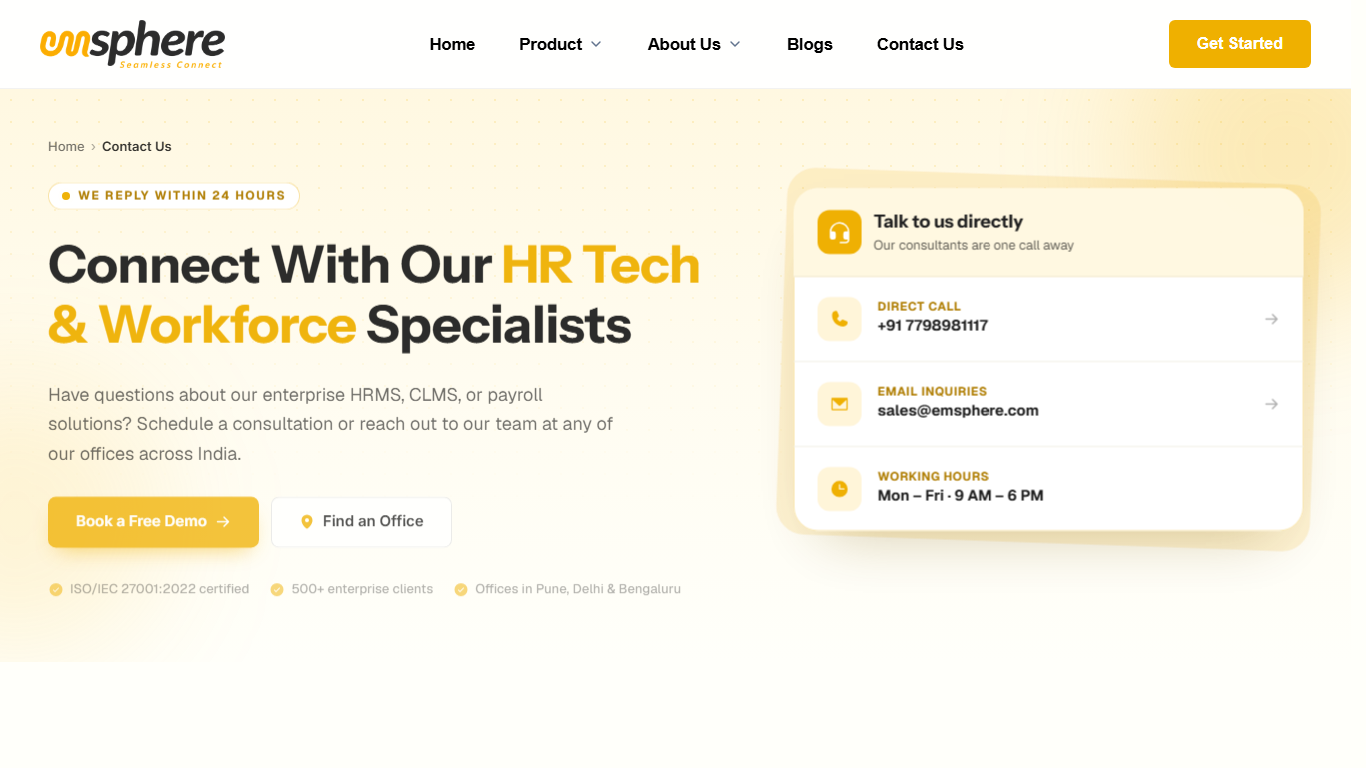 emsphere
Seamless Connect
Home
Product
About Us
Blogs
Contact Us
Get Started
Home › Contact Us
WE REPLY WITHIN 24 HOURS
Connect With Our HR Tech
& Workforce Specialists
Have questions about our enterprise HRMS, CLMS, or payroll
solutions? Schedule a consultation or reach out to our team at any of
our offices across India.
Book a Free Demo →
Find an Office
ISO/IEC 27001:2022 certified
500+ enterprise clients
Offices in Pune, Delhi & Bengaluru
Talk to us directly
Our consultants are one call away
DIRECT CALL
+91 7798981117
EMAIL INQUIRIES
sales@emsphere.com
WORKING HOURS
Mon – Fri · 9 AM – 6 PM